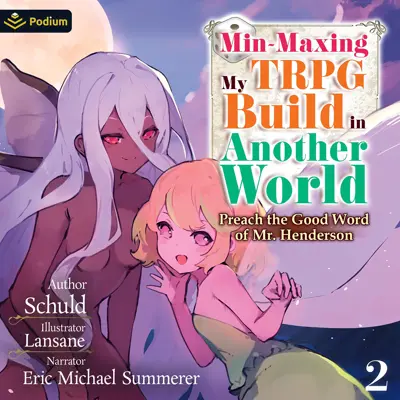 Podium
Min-Maxing
My TRPG
Build in
Another
World
Preach the Good Word
of Mr. Henderson
Author
Schuld
Illustrator
Lansane
Narrator
Eric Michael Summerer
2